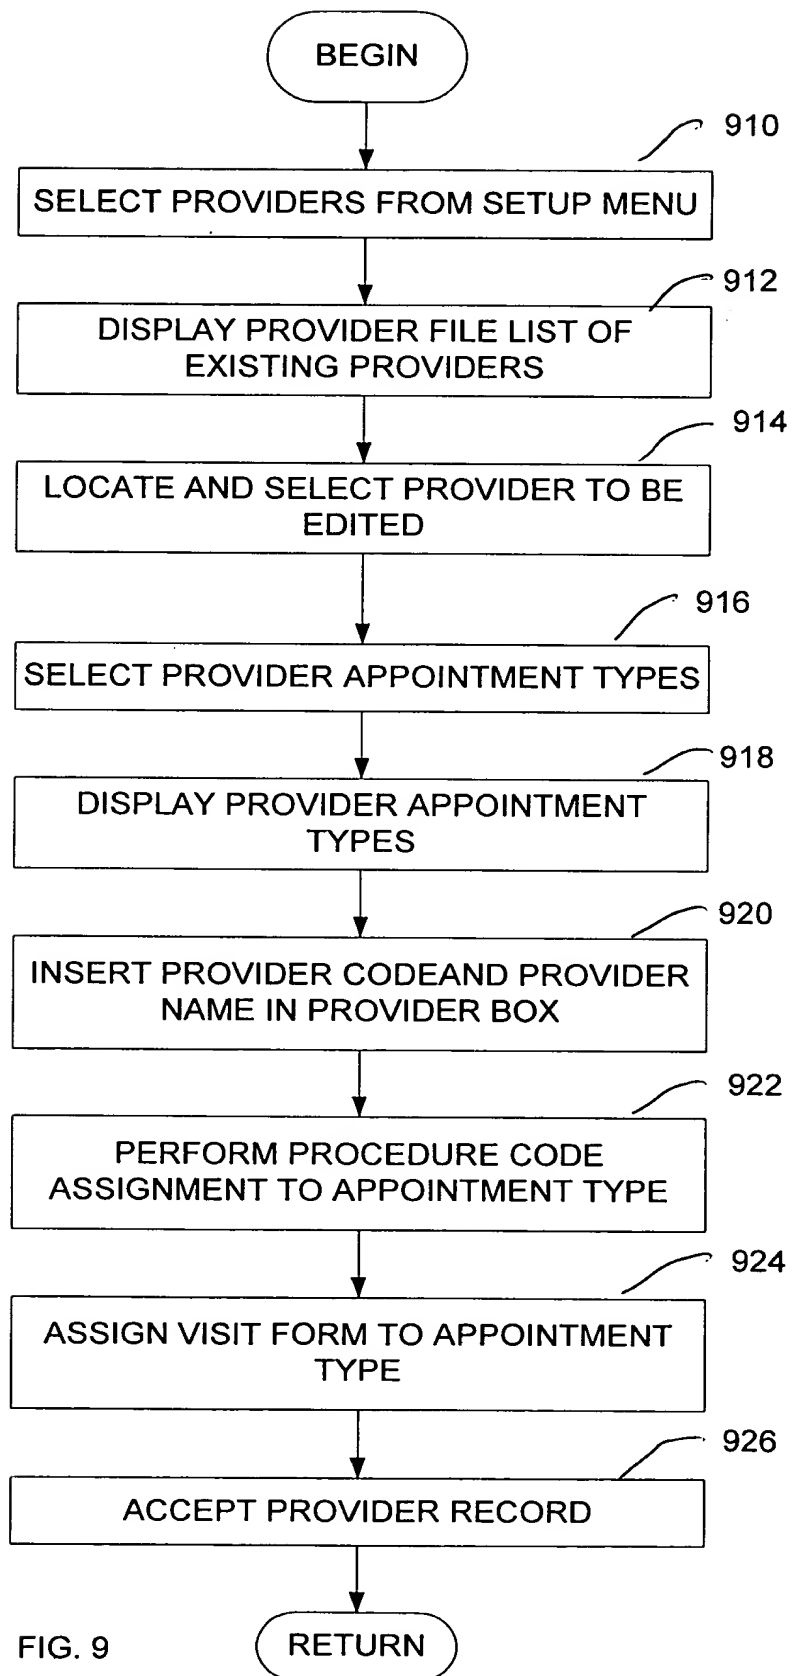 BEGIN
910
SELECT PROVIDERS FROM SETUP MENU
912
DISPLAY PROVIDER FILE LIST OF
EXISTING PROVIDERS
914
LOCATE AND SELECT PROVIDER TO BE
EDITED
916
SELECT PROVIDER APPOINTMENT TYPES
918
DISPLAY PROVIDER APPOINTMENT
TYPES
920
INSERT PROVIDER CODEAND PROVIDER
NAME IN PROVIDER BOX
922
PERFORM PROCEDURE CODE
ASSIGNMENT TO APPOINTMENT TYPE
924
ASSIGN VISIT FORM TO APPOINTMENT
TYPE
926
ACCEPT PROVIDER RECORD
FIG. 9
RETURN